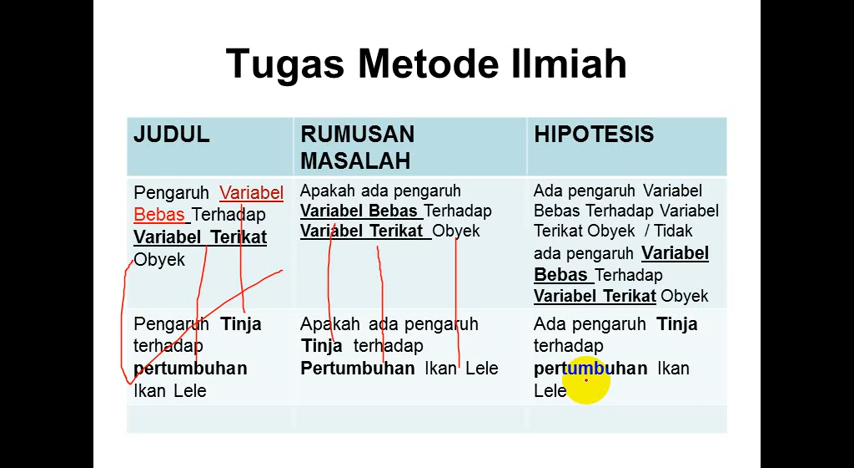 Tugas Metode Ilmiah
JUDUL
RUMUSAN
MASALAH
HIPOTESIS
Pengaruh Variabel
Bebas Terhadap
Variabel Terikat
Obyek
Apakah ada pengaruh
Variabel Bebas Terhadap
Variabel Terikat Obyek
Ada pengaruh Variabel
Bebas Terhadap Variabel
Terikat Obyek / Tidak
ada pengaruh Variabel
Bebas Terhadap
Variabel Terikat Obyek
Pengaruh Tinja
terhadap
pertumbuhan
Ikan Lele
Apakah ada pengaruh
Tinja terhadap
Pertumbuhan Ikan Lele
Ada pengaruh Tinja
terhadap
pertumbuhan Ikan
Lele